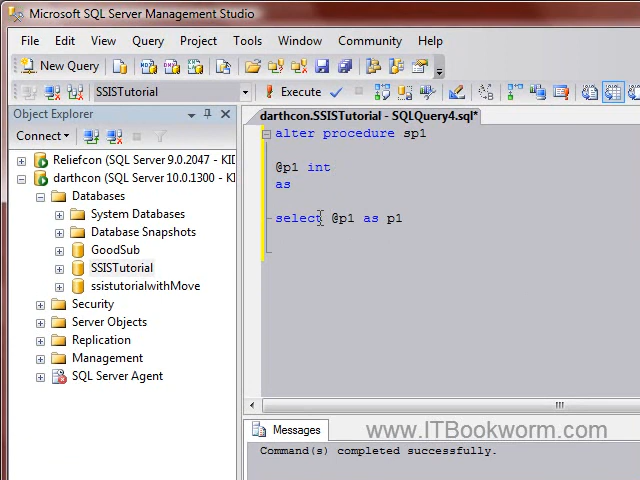 Microsoft SQL Server Management Studio
File Edit View Query Project Tools Window Community Help
New Query
SSISTutorial Execute
Object Explorer
Connect
Reliefcon (SQL Server 9.0.2047 - KID
darthcon (SQL Server 10.0.1300 - KI
Databases
System Databases
Database Snapshots
GoodSub
SSISTutorial
ssistutorialwithMove
Security
Server Objects
Replication
Management
SQL Server Agent
darthcon.SSISTutorial - SQLQuery4.sql*
alter procedure sp1
@p1 int
as
select @p1 as p1
Messages
www.ITBookworm.com
Command(s) completed successfully.